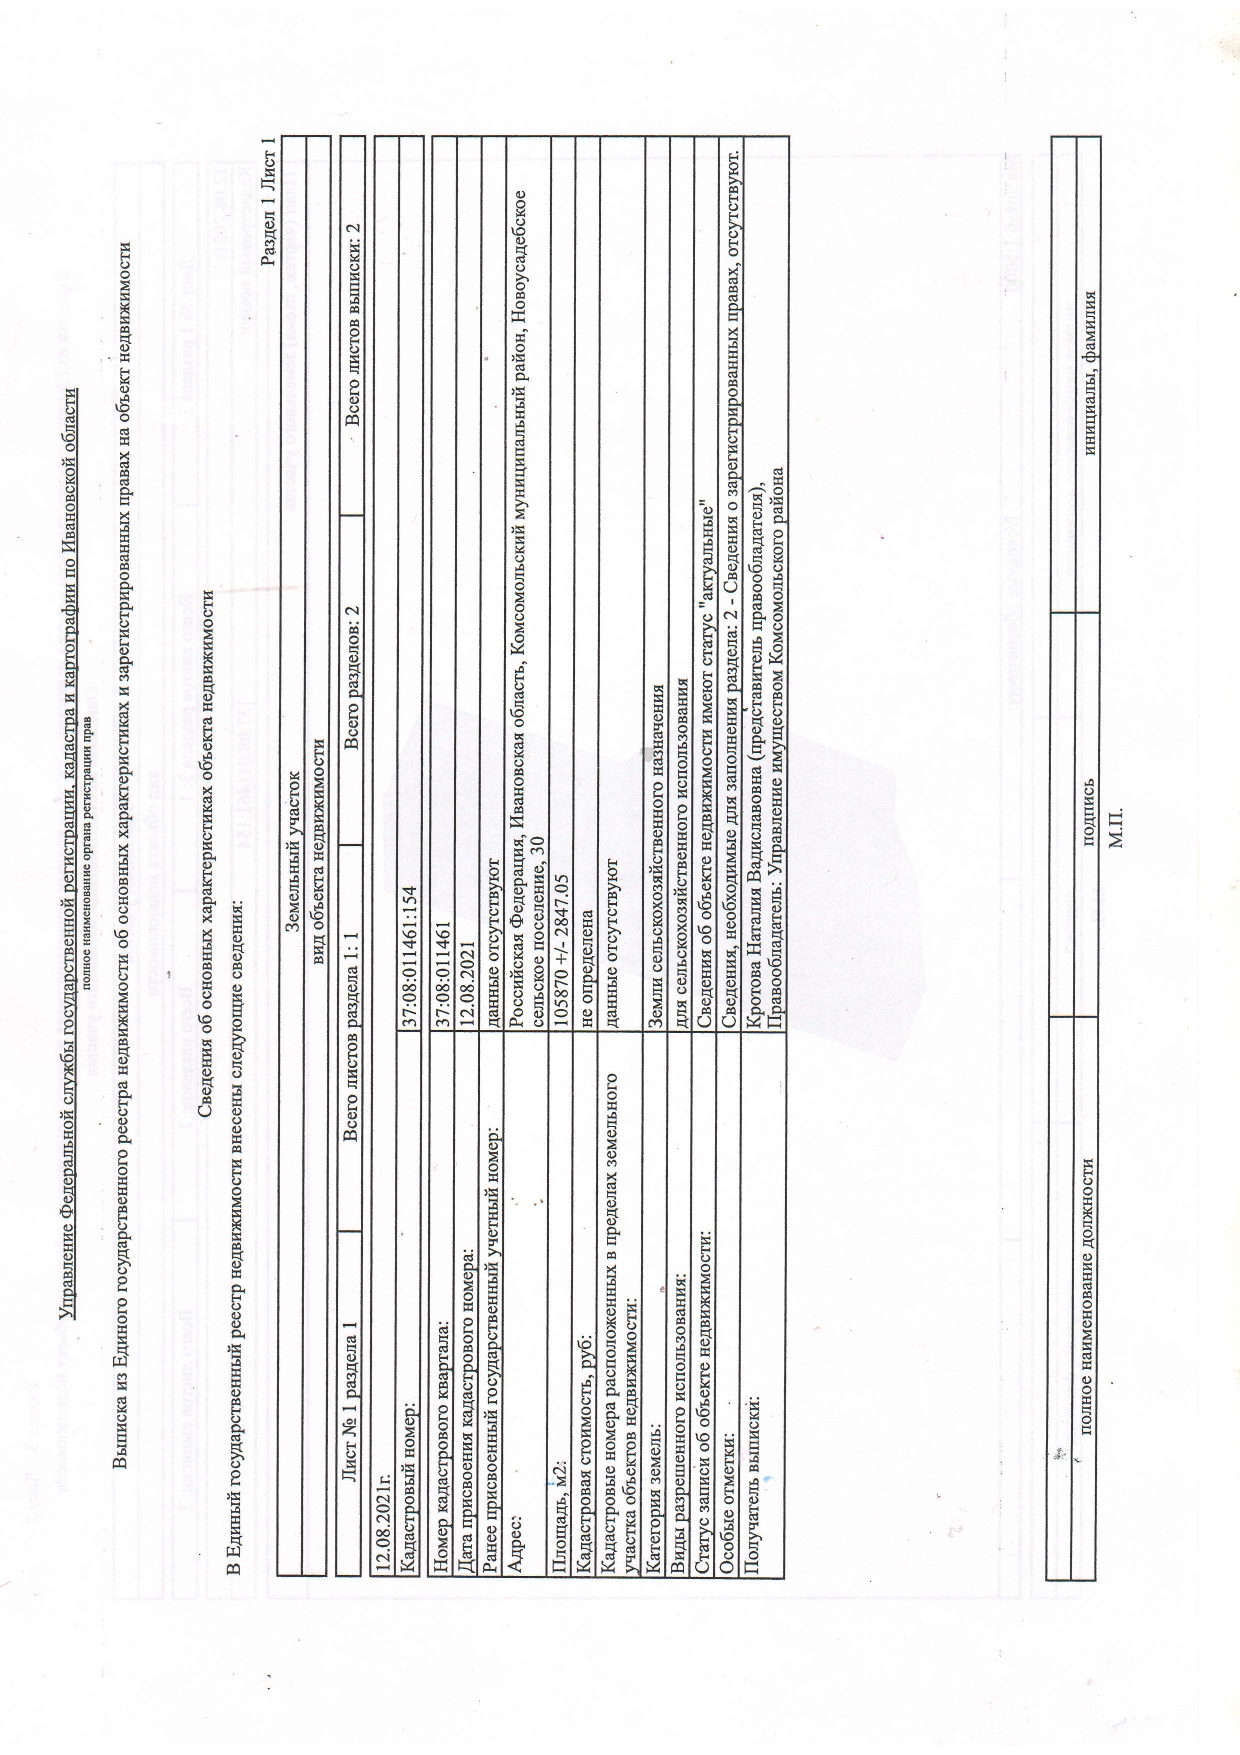 Управление Федеральной службы государственной регистрации, кадастра и картографии по Ивановской области
полное наименование органа регистрации прав
Выписка из Единого государственного реестра недвижимости об основных характеристиках и зарегистрированных правах на объект недвижимости
Сведения об основных характеристиках объекта недвижимости
В Единый государственный реестр недвижимости внесены следующие сведения:
Раздел 1 Лист 1
Земельный участок
вид объекта недвижимости
Лист № 1 раздела 1 Всего листов раздела 1: 1 Всего разделов: 2 Всего листов выписки: 2
12.08.2021г.
Кадастровый номер: 37:08:011461:154
Номер кадастрового квартала: 37:08:011461
Дата присвоения кадастрового номера: 12.08.2021
Ранее присвоенный государственный учетный номер: данные отсутствуют
Адрес: Российская Федерация, Ивановская область, Комсомольский муниципальный район, Новоусадебское
сельское поселение, 30
Площадь, м2: 105870 +/- 2847.05
Кадастровая стоимость, руб: не определена
Кадастровые номера расположенных в пределах земельного
участка объектов недвижимости: данные отсутствуют
Категория земель: Земли сельскохозяйственного назначения
Виды разрешенного использования: для сельскохозяйственного использования
Статус записи об объекте недвижимости: Сведения об объекте недвижимости имеют статус "актуальные"
Особые отметки: Сведения, необходимые для заполнения раздела: 2 - Сведения о зарегистрированных правах, отсутствуют.
Получатель выписки: Кротова Наталия Вадиславовна (представитель правообладателя),
Правообладатель: Управление имуществом Комсомольского района
полное наименование должности подпись инициалы, фамилия
М.П.